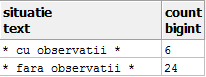 situatie count
text bigint
* cu observatii * 6
* fara observatii * 24